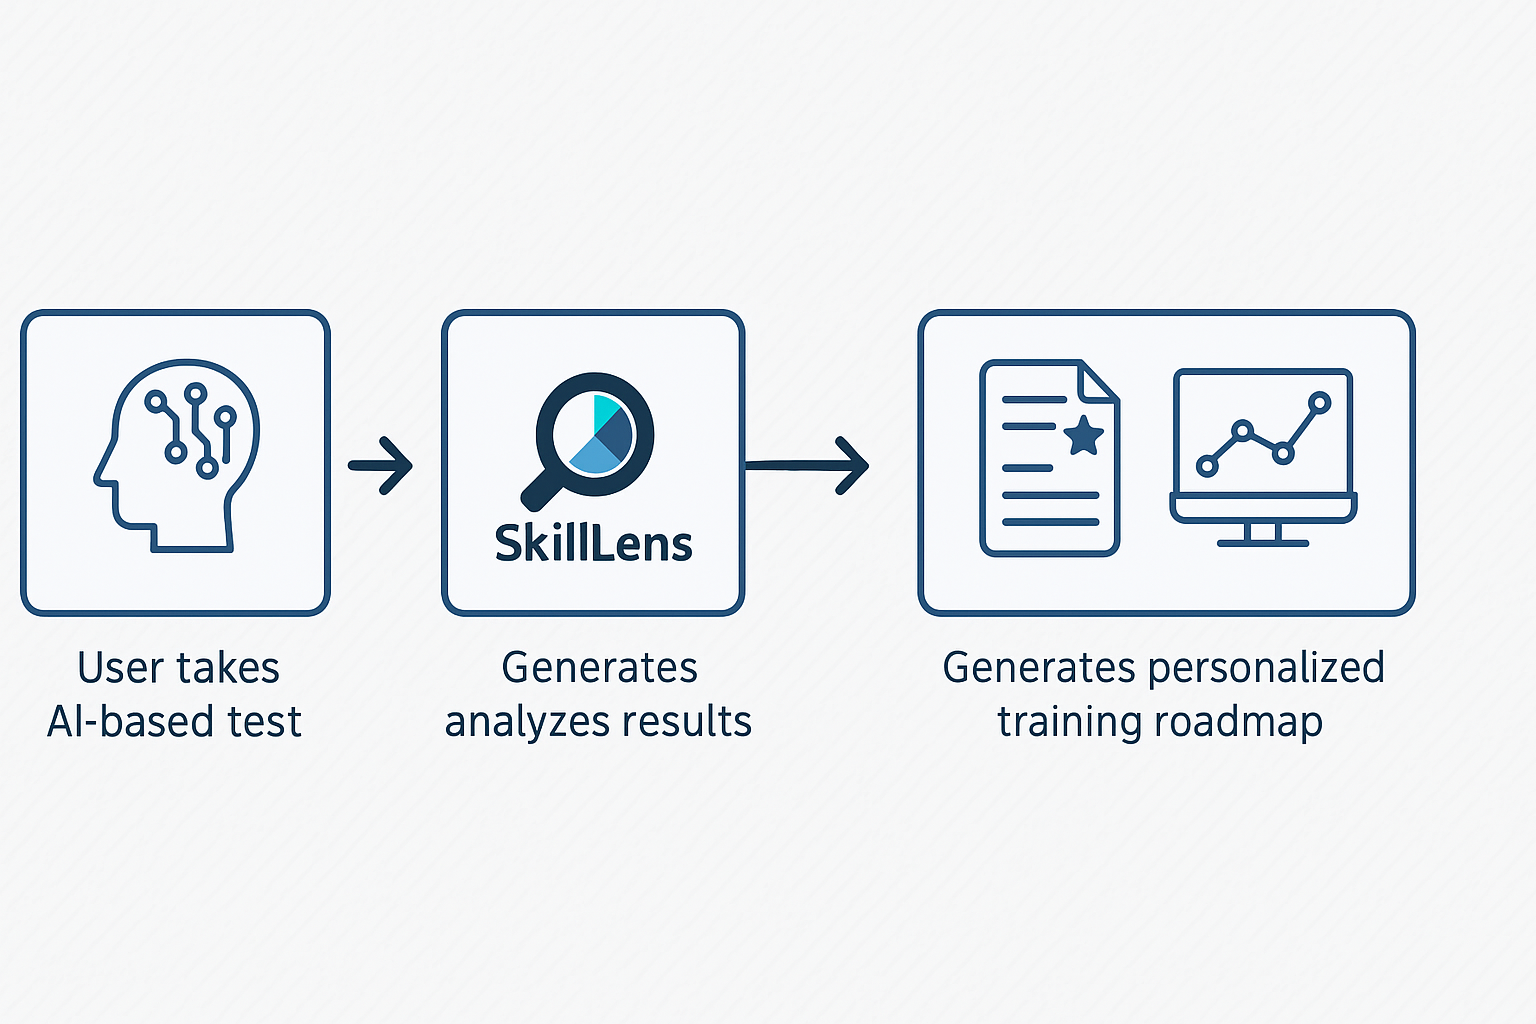 SkillLens
User takes
AI-based test
Generates
analyzes results
Generates personalized
training roadmap